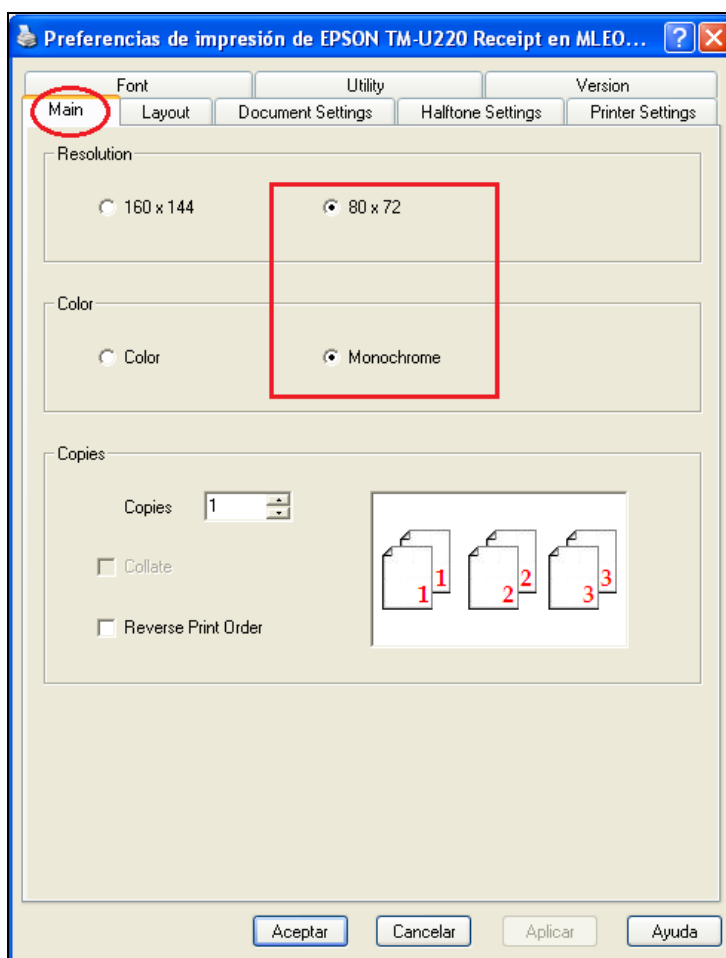 Preferencias de impresión de EPSON TM-U220 Receipt en MLEO...
Font Utility Version
Main Layout Document Settings Halftone Settings Printer Settings
Resolution
160 x 144 80 x 72
Color
Color Monochrome
Copies
Copies 1
Collate
Reverse Print Order
1 1 2 2 3 3
Aceptar Cancelar Aplicar Ayuda